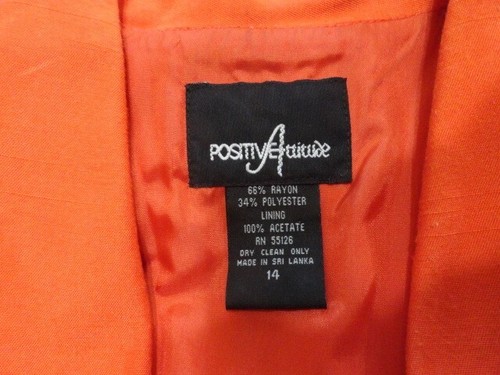 POSITIVE Attitude
66% RAYON
34% POLYESTER
LINING
100% ACETATE
RN 55126
DRY CLEAN ONLY
MADE IN SRI LANKA
14